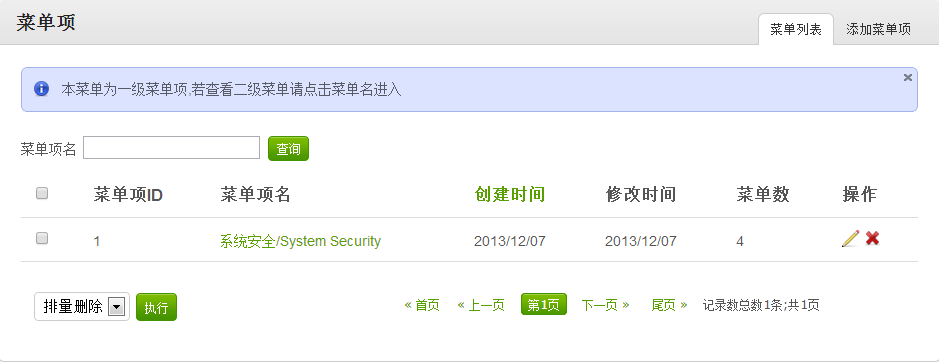 菜单项
菜单列表 添加菜单项
本菜单为一级菜单项,若查看二级菜单请点击菜单名进入
菜单项名 查询
菜单项ID 菜单项名 创建时间 修改时间 菜单数 操作
1 系统安全/System Security 2013/12/07 2013/12/07 4
排量删除 执行 « 首页 « 上一页 第1页 下一页 » 尾页 » 记录数总数1条;共1页